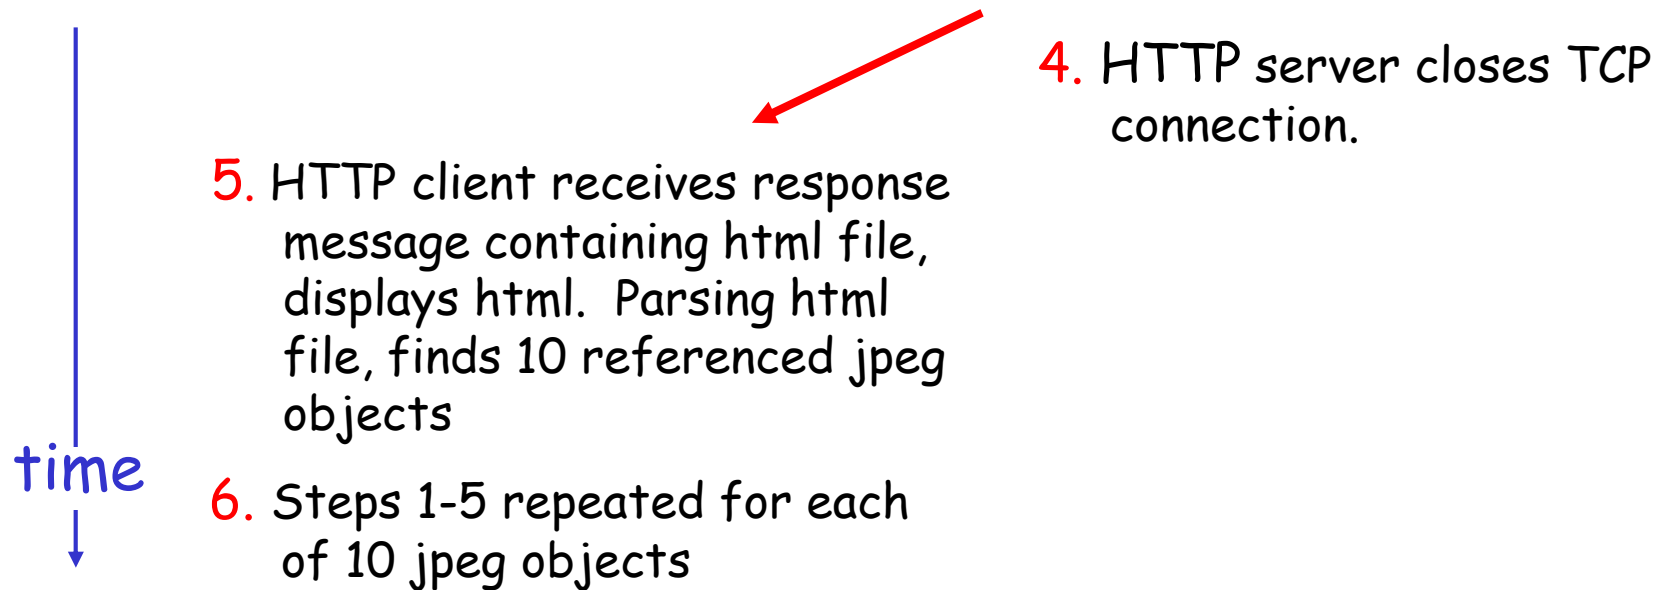 4. HTTP server closes TCP
connection.
5. HTTP client receives response
message containing html file,
displays html.  Parsing html
file, finds 10 referenced jpeg
objects
time
6. Steps 1-5 repeated for each
of 10 jpeg objects